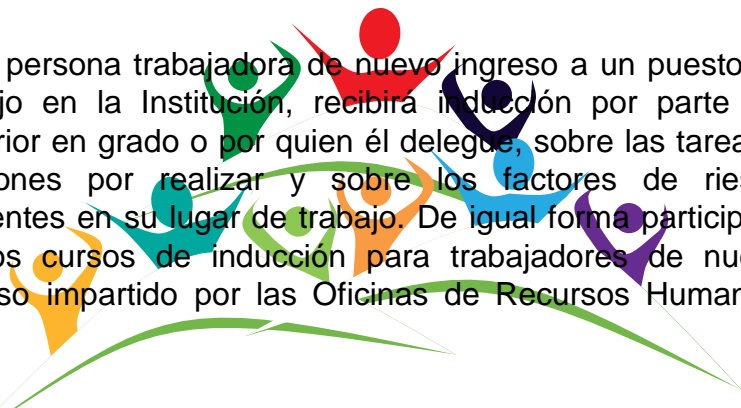 persona trabajadora de nuevo ingreso a un puesto
jo en la Institución, recibirá inducción por parte
rior en grado o por quien él delegue, sobre las tarea
ones por realizar y sobre los factores de ries
entes en su lugar de trabajo. De igual forma particip
os cursos de inducción para trabajadores de nue
so impartido por las Oficinas de Recursos Human